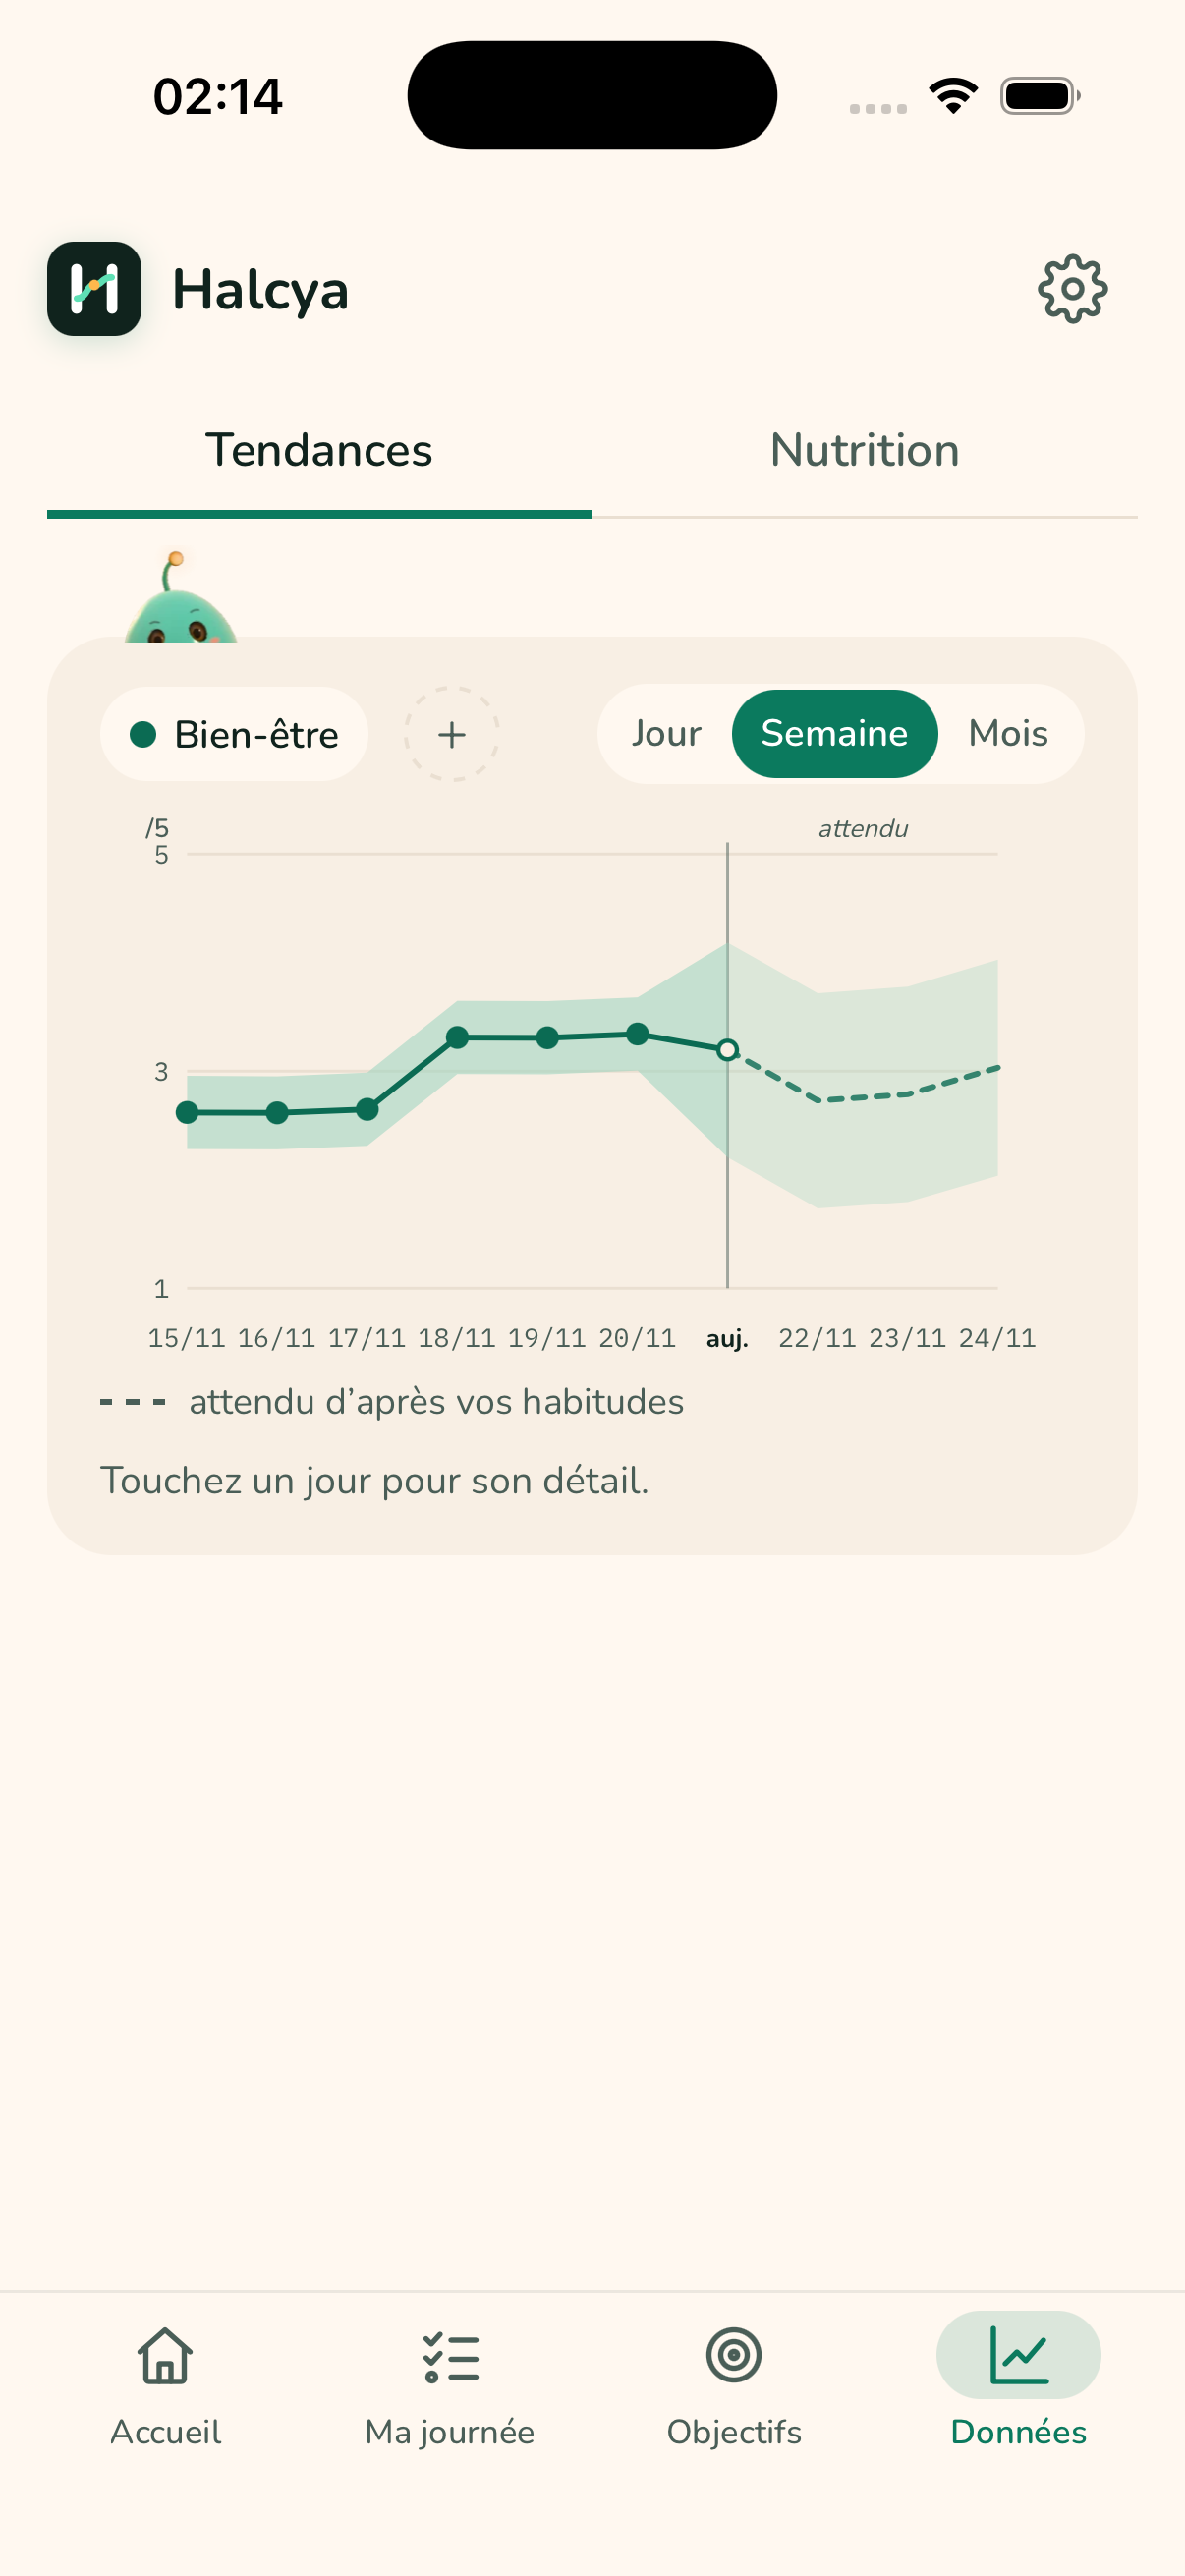 02:14
Halcya
Tendances Nutrition
Bien-être + Jour Semaine Mois
/5 attendu
5
3
1
15/11 16/11 17/11 18/11 19/11 20/11 auj. 22/11 23/11 24/11
attendu d’après vos habitudes
Touchez un jour pour son détail.
Accueil Ma journée Objectifs Données